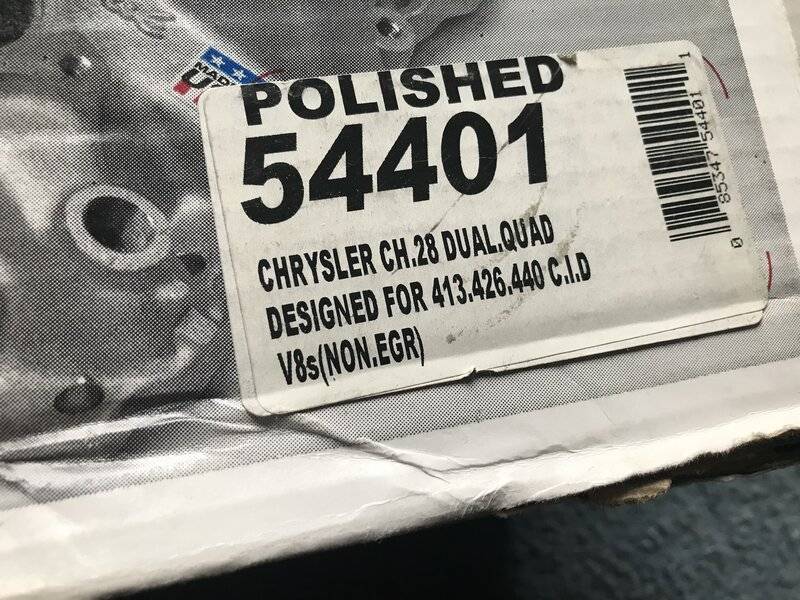 MADE
POLISHED
54401
CHRYSLER CH.28 DUAL.QUAD
DESIGNED FOR 413.426.440 C.I.D
V8s(NON.EGR)
0 85347 54401 1